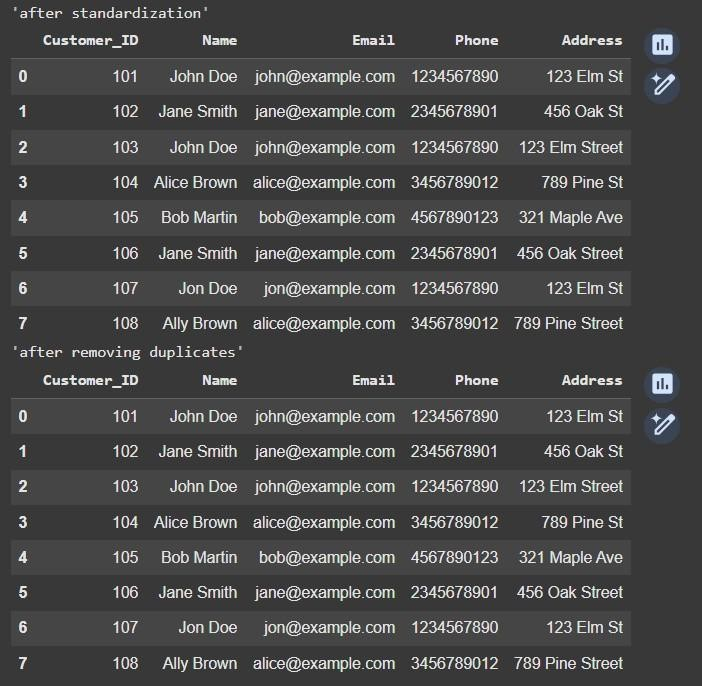 'after standardization'
Customer_ID Name Email Phone Address
0 101 John Doe john@example.com 1234567890 123 Elm St
1 102 Jane Smith jane@example.com 2345678901 456 Oak St
2 103 John Doe john@example.com 1234567890 123 Elm Street
3 104 Alice Brown alice@example.com 3456789012 789 Pine St
4 105 Bob Martin bob@example.com 4567890123 321 Maple Ave
5 106 Jane Smith jane@example.com 2345678901 456 Oak Street
6 107 Jon Doe jon@example.com 1234567890 123 Elm St
7 108 Ally Brown alice@example.com 3456789012 789 Pine Street
'after removing duplicates'
Customer_ID Name Email Phone Address
0 101 John Doe john@example.com 1234567890 123 Elm St
1 102 Jane Smith jane@example.com 2345678901 456 Oak St
2 103 John Doe john@example.com 1234567890 123 Elm Street
3 104 Alice Brown alice@example.com 3456789012 789 Pine St
4 105 Bob Martin bob@example.com 4567890123 321 Maple Ave
5 106 Jane Smith jane@example.com 2345678901 456 Oak Street
6 107 Jon Doe jon@example.com 1234567890 123 Elm St
7 108 Ally Brown alice@example.com 3456789012 789 Pine Street